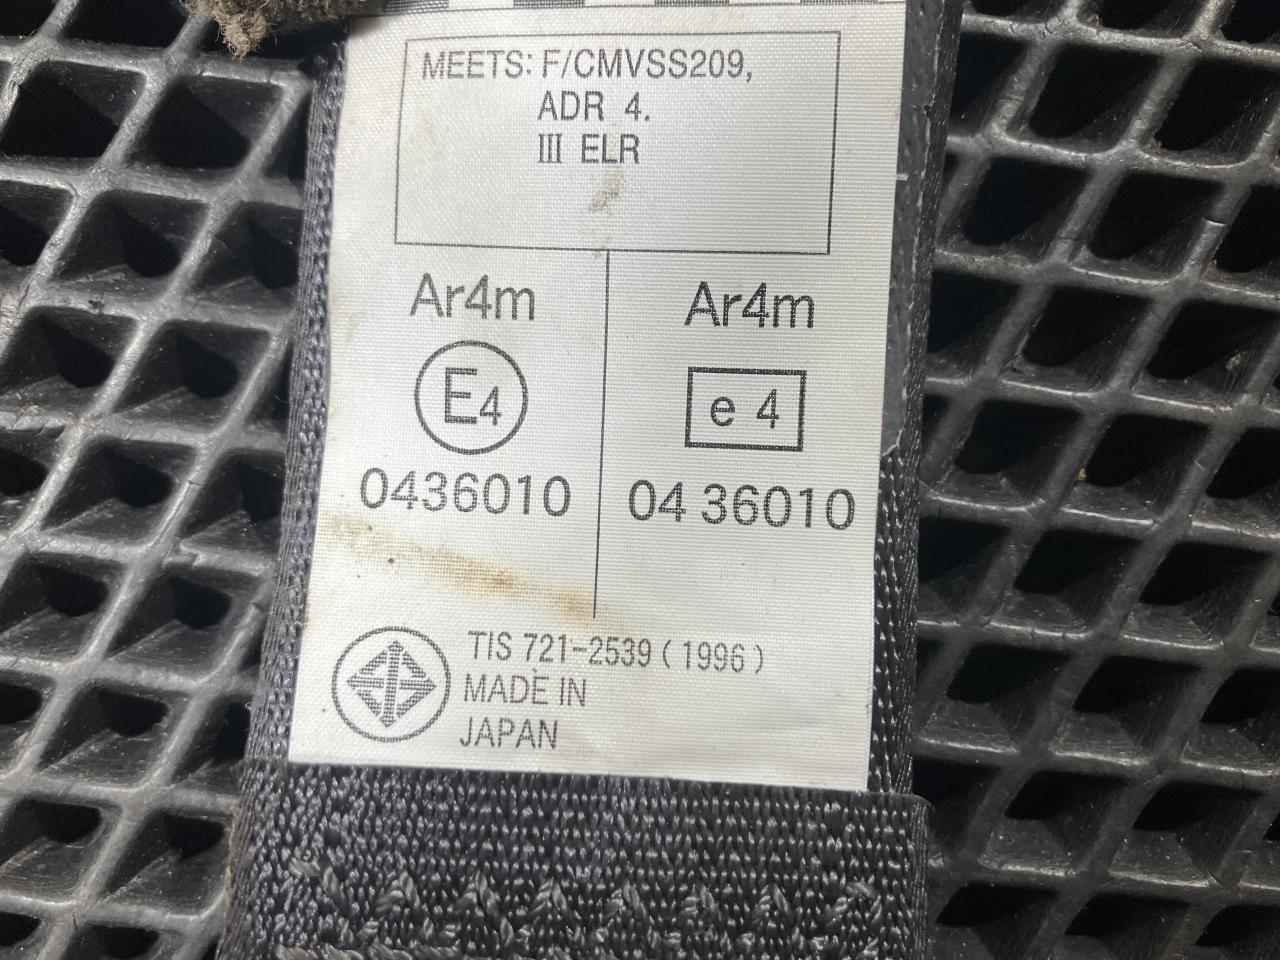 MEETS: F/CMVSS209,
ADR 4.
III ELR
Ar4m
E4
0436010
Ar4m
e 4
04 36010
TIS 721-2539 (1996)
MADE IN
JAPAN